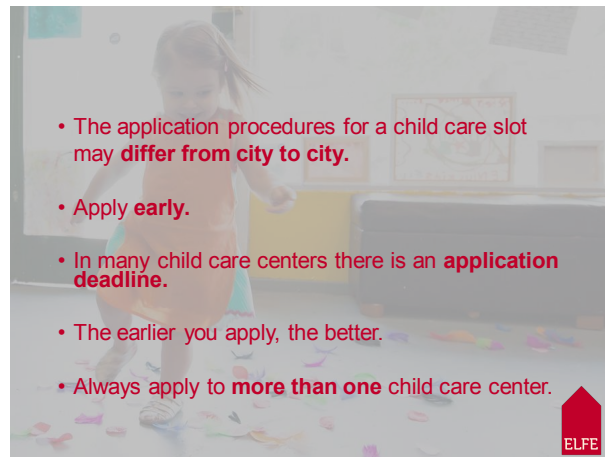 • The application procedures for a child care slot
may differ from city to city.
• Apply early.
• In many child care centers there is an application
deadline.
• The earlier you apply, the better.
• Always apply to more than one child care center.
ELFE